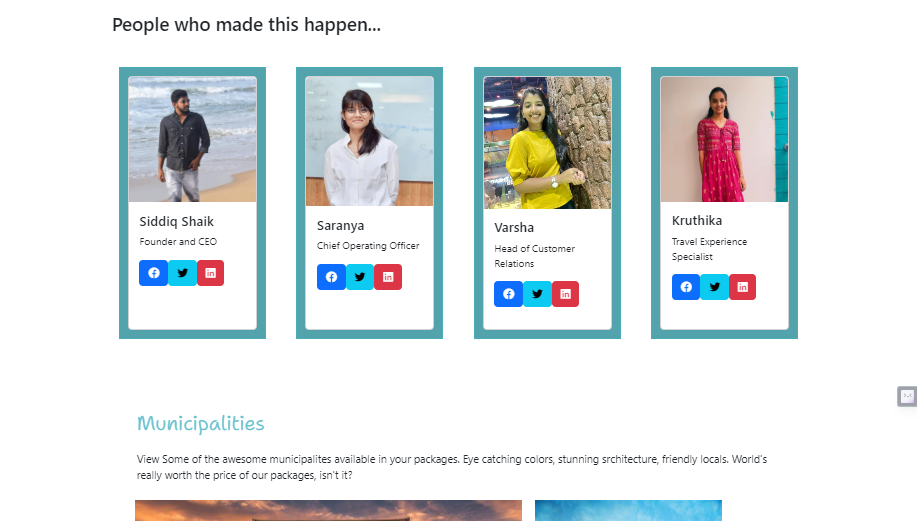 People who made this happen...
Siddiq Shaik
Founder and CEO
Saranya
Chief Operating Officer
Varsha
Head of Customer
Relations
Kruthika
Travel Experience
Specialist
Municipalities
View Some of the awesome municipalites available in your packages. Eye catching colors, stunning srchitecture, friendly locals. World's
really worth the price of our packages, isn't it?